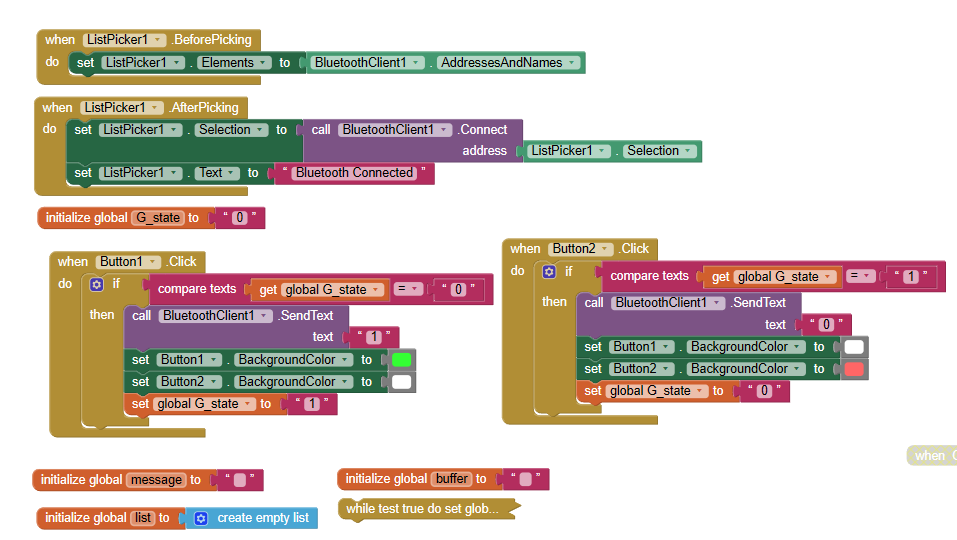 when ListPicker1 .BeforePicking
do set ListPicker1 . Elements to BluetoothClient1 . AddressesAndNames
when ListPicker1 .AfterPicking
do set ListPicker1 . Selection to call BluetoothClient1 .Connect
address ListPicker1 . Selection
set ListPicker1 . Text to " Bluetooth Connected "
initialize global G_state to " 0 "
when Button1 .Click
do if compare texts get global G_state = " 0 "
then call BluetoothClient1 .SendText
text " 1 "
set Button1 . BackgroundColor to
set Button2 . BackgroundColor to
set global G_state to " 1 "
when Button2 .Click
do if compare texts get global G_state = " 1 "
then call BluetoothClient1 .SendText
text " 0 "
set Button1 . BackgroundColor to
set Button2 . BackgroundColor to
set global G_state to " 0 "
when
initialize global message to " "
initialize global buffer to " "
initialize global list to create empty list
while test true do set glob...